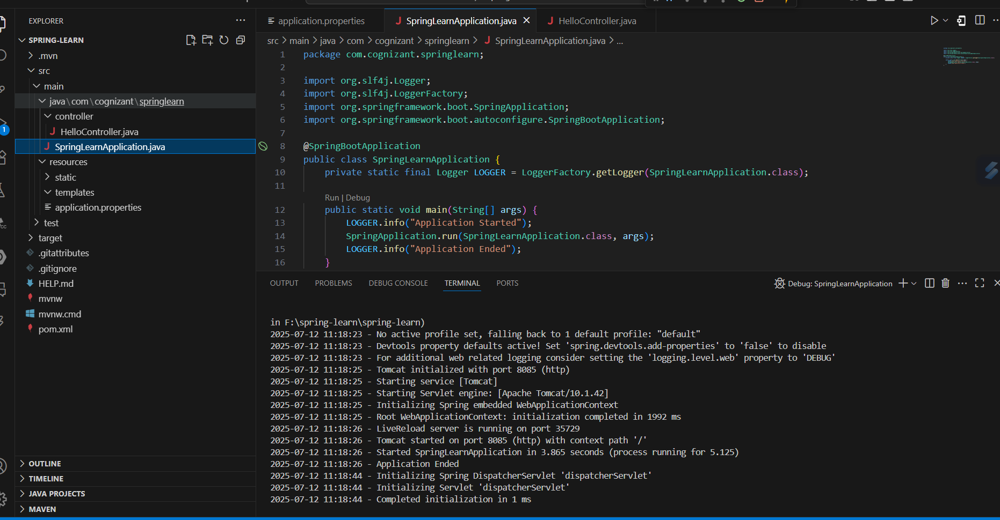 EXPLORER
SPRING-LEARN
.mvn
src
main
java\com\cognizant\springlearn
controller
HelloController.java
SpringLearnApplication.java
resources
static
templates
application.properties
test
target
.gitattributes
.gitignore
HELP.md
mvnw
mvnw.cmd
pom.xml
OUTLINE
TIMELINE
JAVA PROJECTS
MAVEN
1
application.properties
SpringLearnApplication.java
HelloController.java
src > main > java > com > cognizant > springlearn > SpringLearnApplication.java > ...
1 package com.cognizant.springlearn;
2
3 import org.slf4j.Logger;
4 import org.slf4j.LoggerFactory;
5 import org.springframework.boot.SpringApplication;
6 import org.springframework.boot.autoconfigure.SpringBootApplication;
7
8 @SpringBootApplication
9 public class SpringLearnApplication {
10 private static final Logger LOGGER = LoggerFactory.getLogger(SpringLearnApplication.class);
11
Run | Debug
12 public static void main(String[] args) {
13 LOGGER.info("Application Started");
14 SpringApplication.run(SpringLearnApplication.class, args);
15 LOGGER.info("Application Ended");
16 }
OUTPUT PROBLEMS DEBUG CONSOLE TERMINAL PORTS
Debug: SpringLearnApplication
in F:\spring-learn\spring-learn)
2025-07-12 11:18:23 - No active profile set, falling back to 1 default profile: "default"
2025-07-12 11:18:23 - Devtools property defaults active! Set 'spring.devtools.add-properties' to 'false' to disable
2025-07-12 11:18:23 - For additional web related logging consider setting the 'logging.level.web' property to 'DEBUG'
2025-07-12 11:18:25 - Tomcat initialized with port 8085 (http)
2025-07-12 11:18:25 - Starting service [Tomcat]
2025-07-12 11:18:25 - Starting Servlet engine: [Apache Tomcat/10.1.42]
2025-07-12 11:18:25 - Initializing Spring embedded WebApplicationContext
2025-07-12 11:18:25 - Root WebApplicationContext: initialization completed in 1992 ms
2025-07-12 11:18:26 - LiveReload server is running on port 35729
2025-07-12 11:18:26 - Tomcat started on port 8085 (http) with context path '/'
2025-07-12 11:18:26 - Started SpringLearnApplication in 3.865 seconds (process running for 5.125)
2025-07-12 11:18:26 - Application Ended
2025-07-12 11:18:44 - Initializing Spring DispatcherServlet 'dispatcherServlet'
2025-07-12 11:18:44 - Initializing Servlet 'dispatcherServlet'
2025-07-12 11:18:44 - Completed initialization in 1 ms